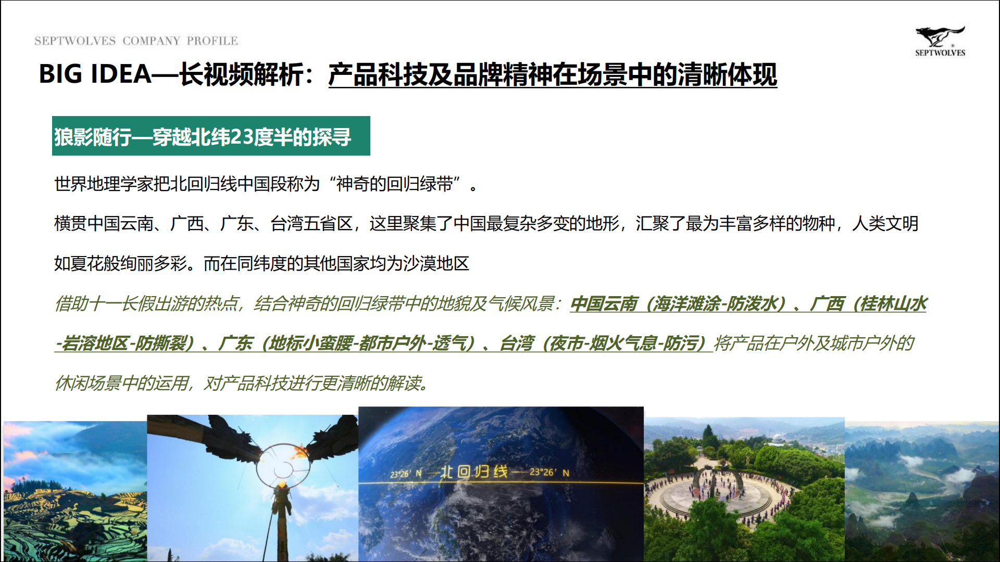 SEPTWOLVES COMPANY PROFILE
SEPTWOLVES
BIG IDEA—长视频解析：产品科技及品牌精神在场景中的清晰体现
狼影随行—穿越北纬23度半的探寻
世界地理学家把北回归线中国段称为“神奇的回归绿带”。
横贯中国云南、广西、广东、台湾五省区，这里聚集了中国最复杂多变的地形，汇聚了最为丰富多样的物种，人类文明
如夏花般绚丽多彩。而在同纬度的其他国家均为沙漠地区
借助十一长假出游的热点，结合神奇的回归绿带中的地貌及气候风景：中国云南（海洋滩涂-防泼水）、广西（桂林山水
-岩溶地区-防撕裂）、广东（地标小蛮腰-都市户外-透气）、台湾（夜市-烟火气息-防污）将产品在户外及城市户外的
休闲场景中的运用，对产品科技进行更清晰的解读。
23°26′ N —北回归线— 23°26′ N